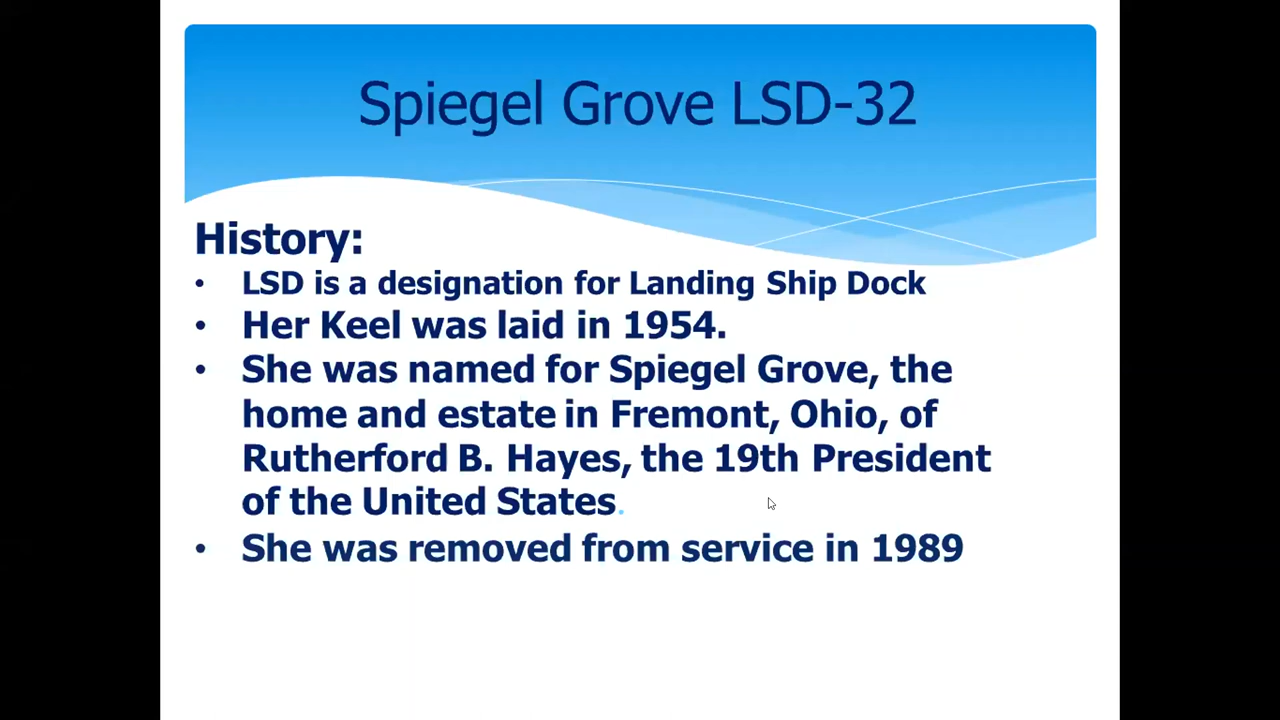 Spiegel Grove LSD-32
History:
• LSD is a designation for Landing Ship Dock
• Her Keel was laid in 1954.
• She was named for Spiegel Grove, the
home and estate in Fremont, Ohio, of
Rutherford B. Hayes, the 19th President
of the United States.
• She was removed from service in 1989